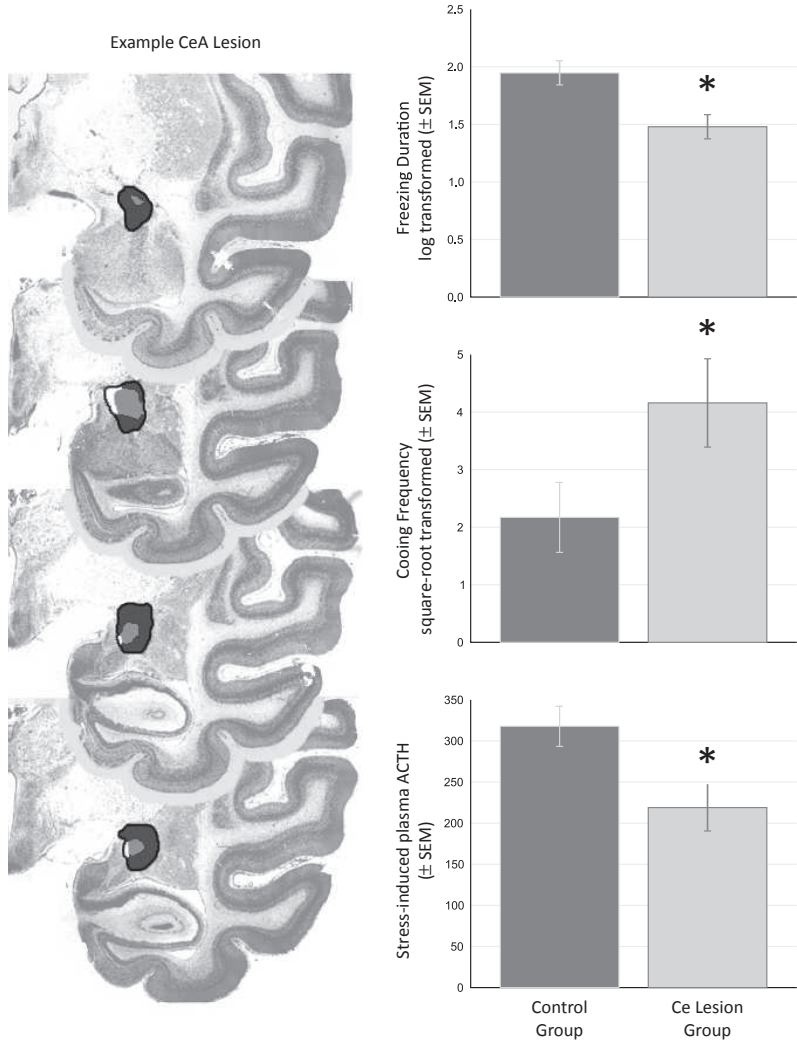 Example CeA Lesion
Freezing Duration
log transformed (± SEM)
2.5
2.0
1.5
1.0
0.5
0.0
*
Cooing Frequency
square-root transformed (± SEM)
5
4
3
2
1
0
*
Stress-induced plasma ACTH
(± SEM)
350
300
250
200
150
100
50
0
*
Control
Group
Ce Lesion
Group